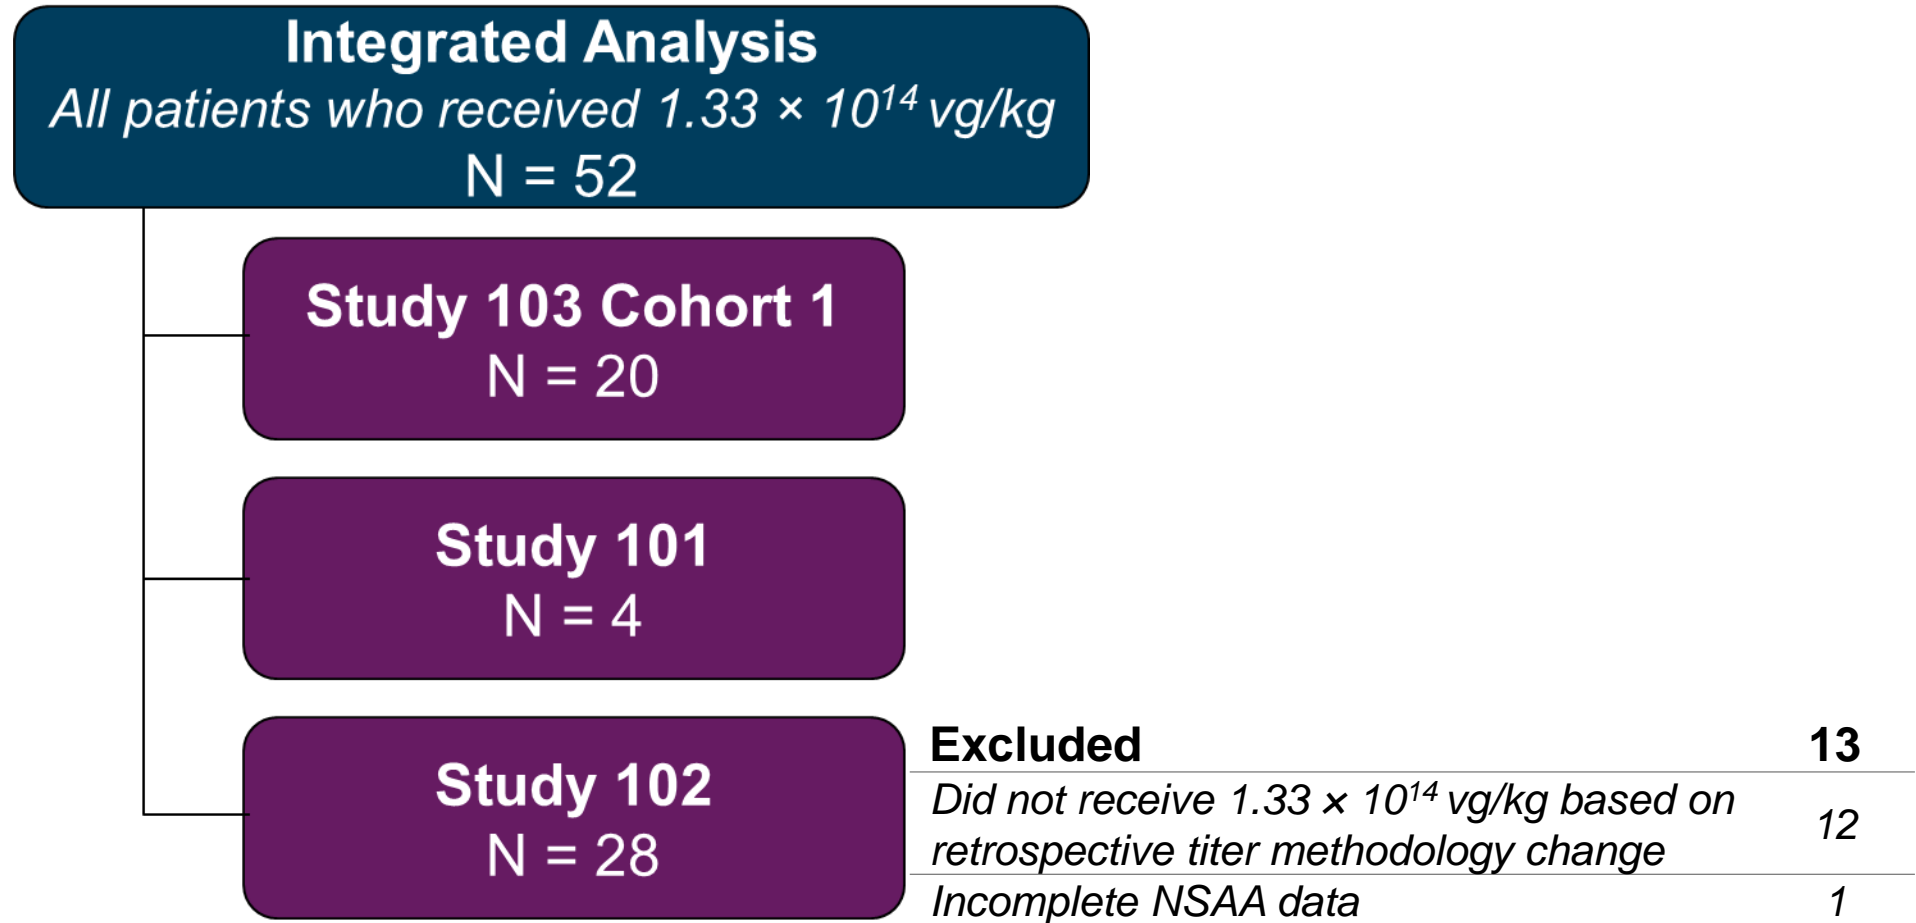 Integrated Analysis
All patients who received 1.33 × 10¹⁴ vg/kg
N = 52
Study 103 Cohort 1
N = 20
Study 101
N = 4
Study 102
N = 28
Excluded 13
Did not receive 1.33 × 10¹⁴ vg/kg based on
retrospective titer methodology change 12
Incomplete NSAA data 1